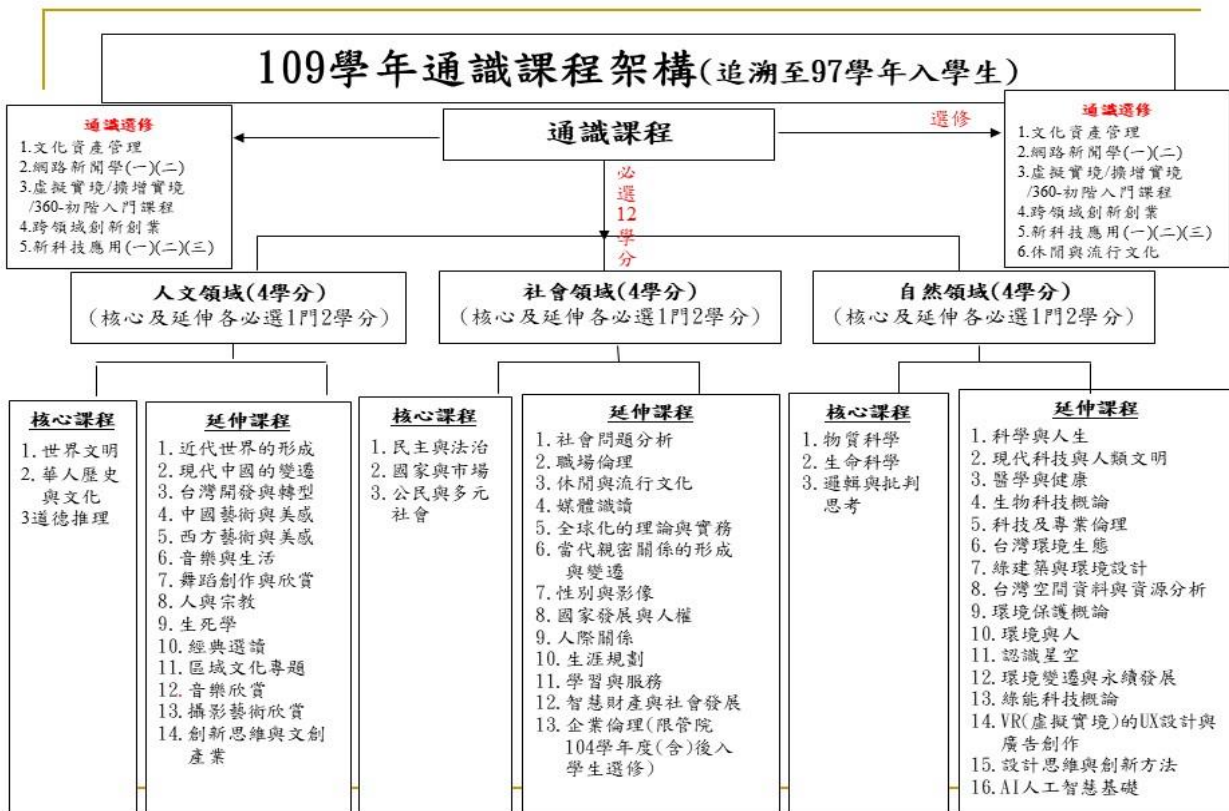 109學年通識課程架構(追溯至97學年入學生)
通識選修
1.文化資產管理
2.網路新聞學(一)(二)
3.虛擬實境/擴增實境
/360-初階入門課程
4.跨領域創新創業
5.新科技應用(一)(二)(三)
通識課程
選修
必選12學分
通識選修
1.文化資產管理
2.網路新聞學(一)(二)
3.虛擬實境/擴增實境
/360-初階入門課程
4.跨領域創新創業
5.新科技應用(一)(二)(三)
6.休閒與流行文化
人文領域(4學分)
(核心及延伸各必選1門2學分)
社會領域(4學分)
(核心及延伸各必選1門2學分)
自然領域(4學分)
(核心及延伸各必選1門2學分)
核心課程
1.世界文明
2.華人歷史
與文化
3道德推理
延伸課程
1.近代世界的形成
2.現代中國的變遷
3.台灣開發與轉型
4.中國藝術與美感
5.西方藝術與美感
6.音樂與生活
7.舞蹈創作與欣賞
8.人與宗教
9.生死學
10.經典選讀
11.區域文化專題
12.音樂欣賞
13.攝影藝術欣賞
14.創新思維與文創
產業
核心課程
1.民主與法治
2.國家與市場
3.公民與多元
社會
延伸課程
1.社會問題分析
2.職場倫理
3.休閒與流行文化
4.媒體識讀
5.全球化的理論與實務
6.當代親密關係的形成
與變遷
7.性別與影像
8.國家發展與人權
9.人際關係
10.生涯規劃
11.學習與服務
12.智慧財產與社會發展
13.企業倫理(限管院
104學年度(含)後入
學生選修)
核心課程
1.物質科學
2.生命科學
3.邏輯與批判
思考
延伸課程
1.科學與人生
2.現代科技與人類文明
3.醫學與健康
4.生物科技概論
5.科技及專業倫理
6.台灣環境生態
7.綠建築與環境設計
8.台灣空間資料與資源分析
9.環境保護概論
10.環境與人
11.認識星空
12.環境變遷與永續發展
13.綠能科技概論
14.VR(虛擬實境)的UX設計與
廣告創作
15.設計思維與創新方法
16.AI人工智慧基礎